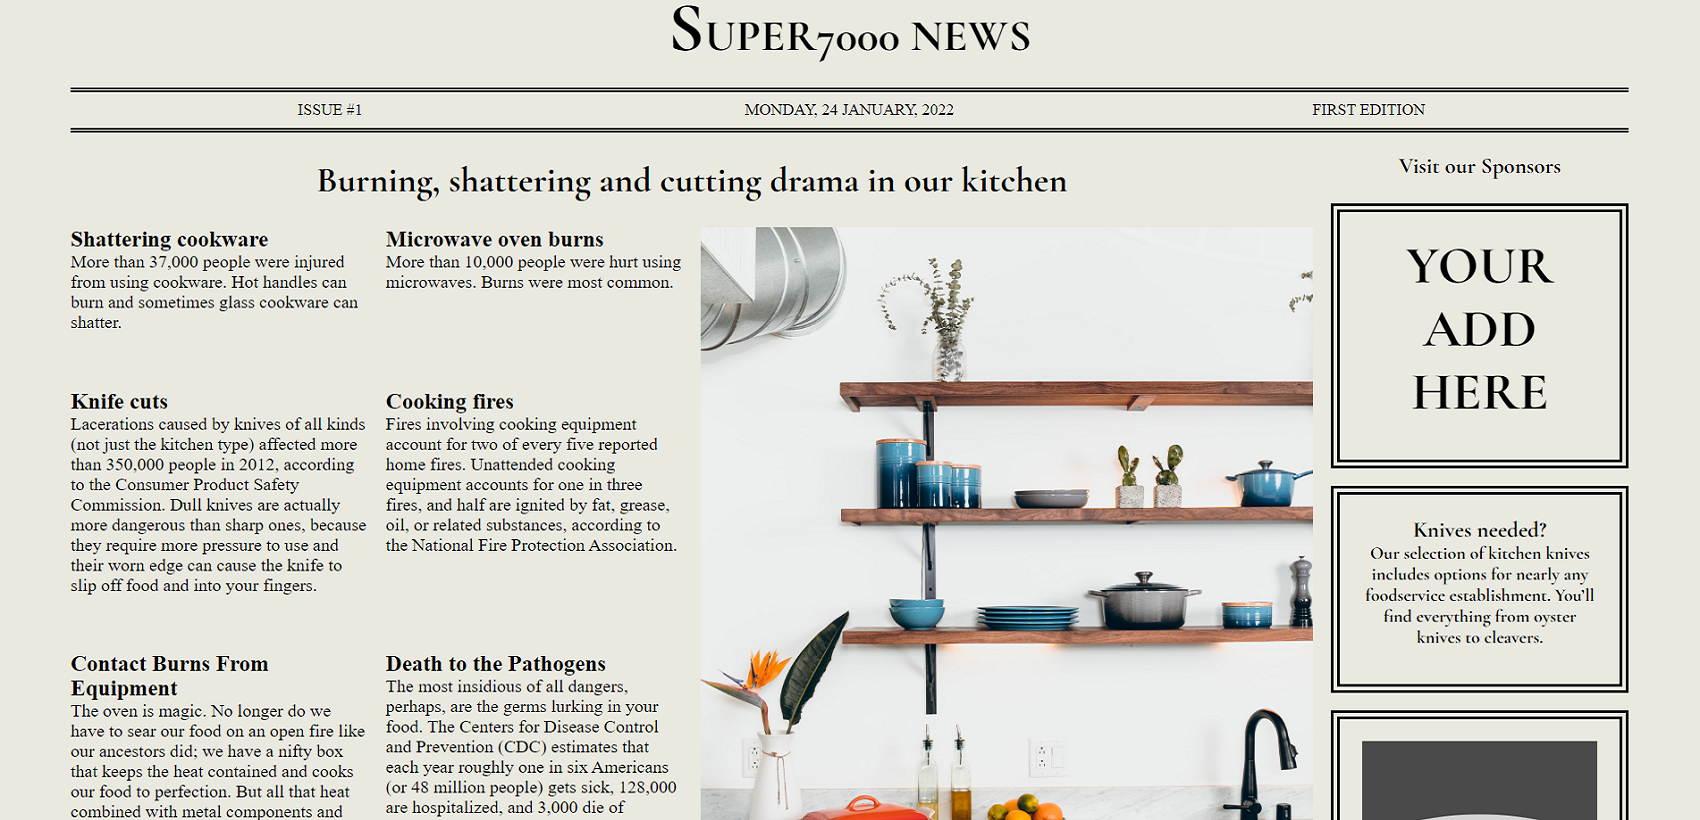 SUPER7000 NEWS
ISSUE #1
MONDAY, 24 JANUARY, 2022
FIRST EDITION
Burning, shattering and cutting drama in our kitchen
Shattering cookware
More than 37,000 people were injured
from using cookware. Hot handles can
burn and sometimes glass cookware can
shatter.
Microwave oven burns
More than 10,000 people were hurt using
microwaves. Burns were most common.
Knife cuts
Lacerations caused by knives of all kinds
(not just the kitchen type) affected more
than 350,000 people in 2012, according
to the Consumer Product Safety
Commission. Dull knives are actually
more dangerous than sharp ones, because
they require more pressure to use and
their worn edge can cause the knife to
slip off food and into your fingers.
Cooking fires
Fires involving cooking equipment
account for two of every five reported
home fires. Unattended cooking
equipment accounts for one in three
fires, and half are ignited by fat, grease,
oil, or related substances, according to
the National Fire Protection Association.
Contact Burns From
Equipment
The oven is magic. No longer do we
have to sear our food on an open fire like
our ancestors did; we have a nifty box
that keeps the heat contained and cooks
our food to perfection. But all that heat
combined with metal components and
Death to the Pathogens
The most insidious of all dangers,
perhaps, are the germs lurking in your
food. The Centers for Disease Control
and Prevention (CDC) estimates that
each year roughly one in six Americans
(or 48 million people) gets sick, 128,000
are hospitalized, and 3,000 die of
Visit our Sponsors
YOUR
ADD
HERE
Knives needed?
Our selection of kitchen knives
includes options for nearly any
foodservice establishment. You'll
find everything from oyster
knives to cleavers.